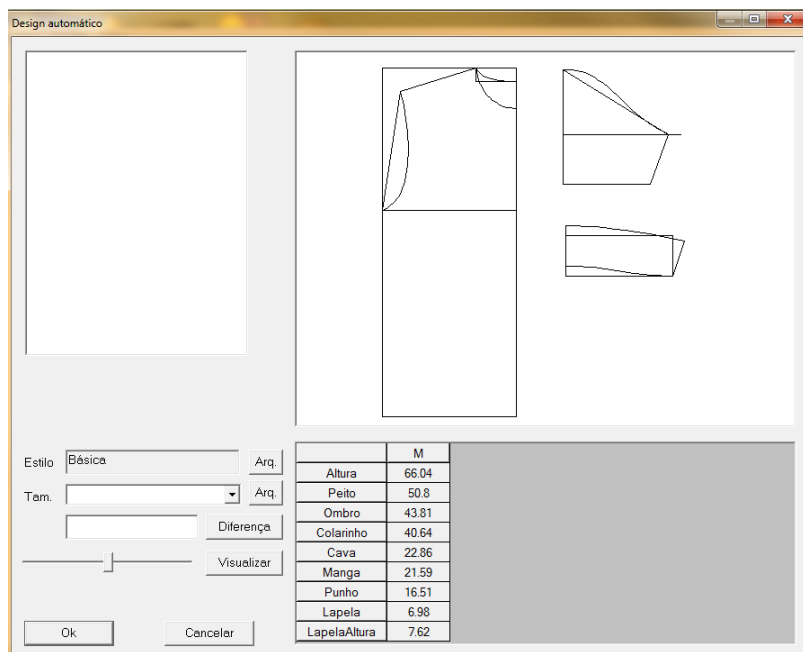 Design automático
Estilo Básica Arq.
Tam. Arq.
Diferença
Visualizar
Ok Cancelar
M
Altura 66.04
Peito 50.8
Ombro 43.81
Colarinho 40.64
Cava 22.86
Manga 21.59
Punho 16.51
Lapela 6.98
LapelaAltura 7.62